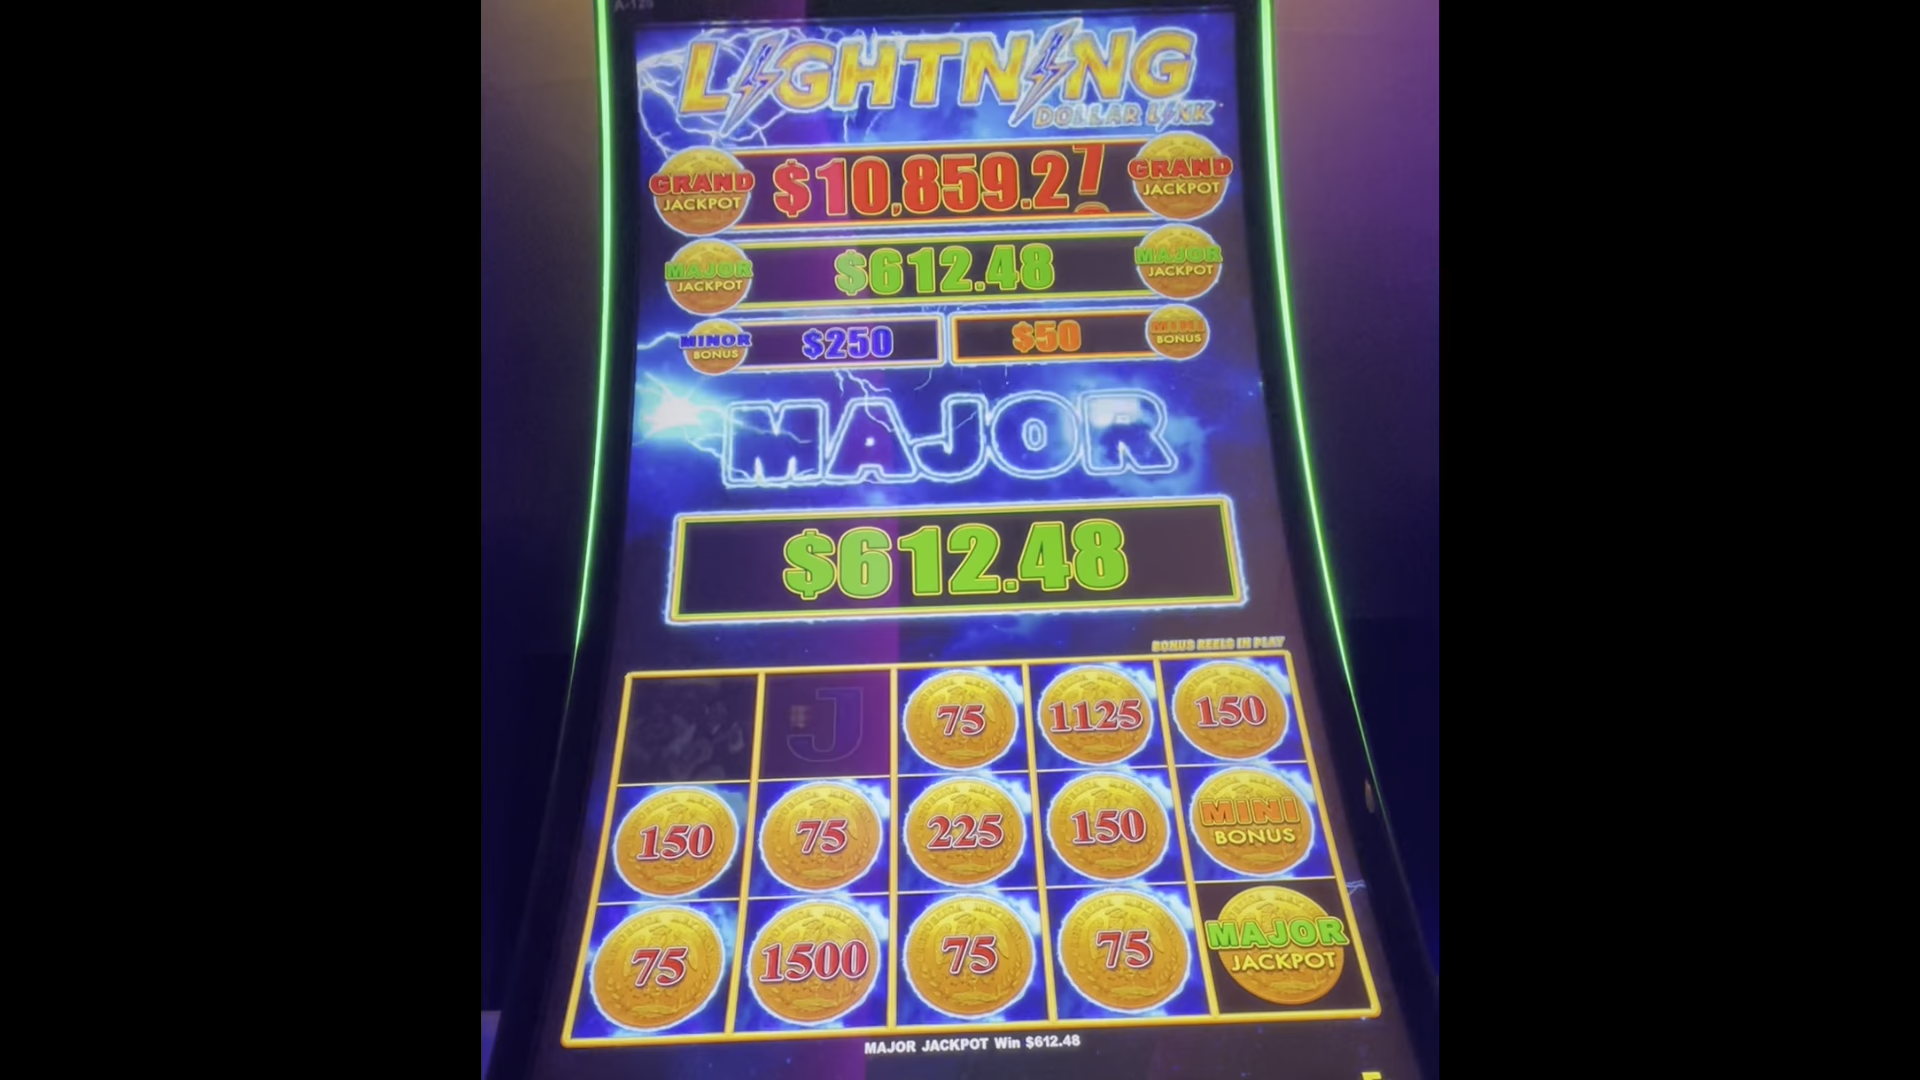 A-126
LIGHTNING
DOLLAR LINK
GRAND JACKPOT $10,859.27 GRAND JACKPOT
MAJOR JACKPOT $612.48 MAJOR JACKPOT
MINOR BONUS $250 $50 MINI BONUS
MAJOR
$612.48
BONUS REELS IN PLAY
J 75 1125 150
150 75 225 150 MINI BONUS
75 1500 75 75 MAJOR JACKPOT
MAJOR JACKPOT Win $612.48